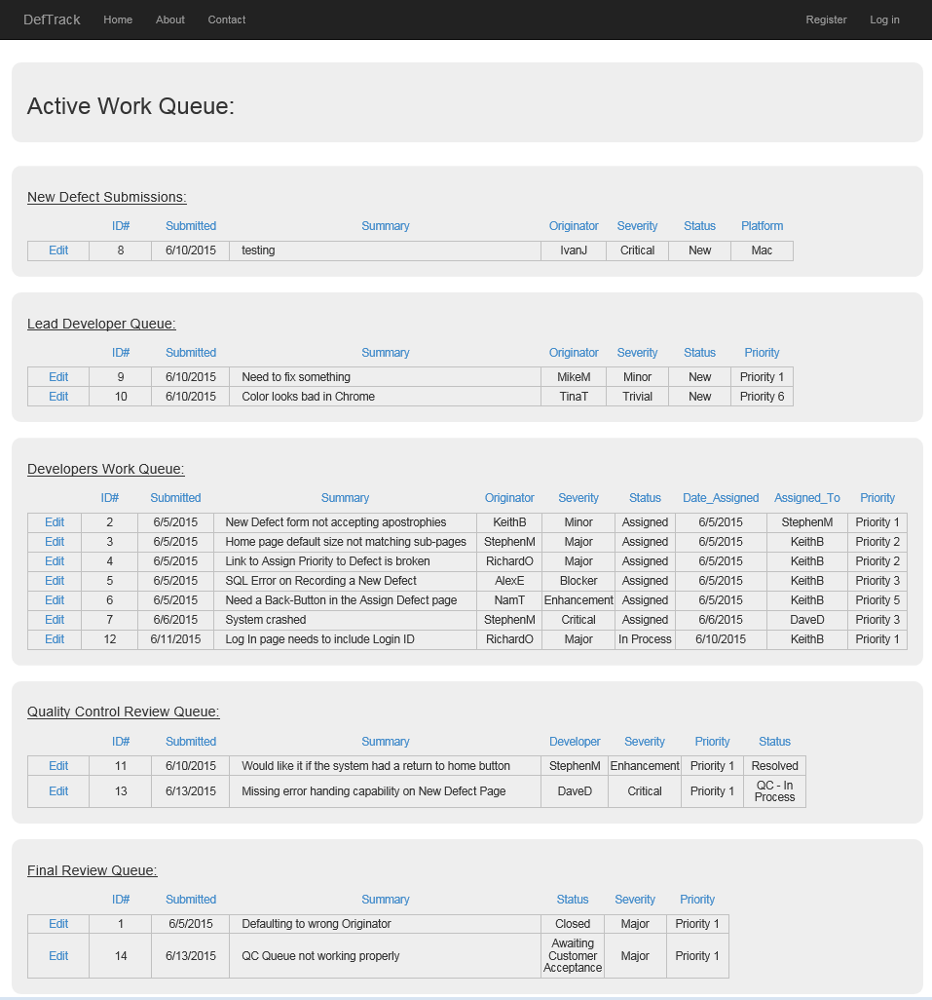 DefTrack Home About Contact Register Log in
Active Work Queue:
New Defect Submissions:
ID# Submitted Summary Originator Severity Status Platform
Edit 8 6/10/2015 testing IvanJ Critical New Mac
Lead Developer Queue:
ID# Submitted Summary Originator Severity Status Priority
Edit 9 6/10/2015 Need to fix something MikeM Minor New Priority 1
Edit 10 6/10/2015 Color looks bad in Chrome TinaT Trivial New Priority 6
Developers Work Queue:
ID# Submitted Summary Originator Severity Status Date_Assigned Assigned_To Priority
Edit 2 6/5/2015 New Defect form not accepting apostrophies KeithB Minor Assigned 6/5/2015 StephenM Priority 1
Edit 3 6/5/2015 Home page default size not matching sub-pages StephenM Major Assigned 6/5/2015 KeithB Priority 2
Edit 4 6/5/2015 Link to Assign Priority to Defect is broken RichardO Major Assigned 6/5/2015 KeithB Priority 2
Edit 5 6/5/2015 SQL Error on Recording a New Defect AlexE Blocker Assigned 6/5/2015 KeithB Priority 3
Edit 6 6/5/2015 Need a Back-Button in the Assign Defect page NamT Enhancement Assigned 6/5/2015 KeithB Priority 5
Edit 7 6/6/2015 System crashed StephenM Critical Assigned 6/6/2015 DaveD Priority 3
Edit 12 6/11/2015 Log In page needs to include Login ID RichardO Major In Process 6/10/2015 KeithB Priority 1
Quality Control Review Queue:
ID# Submitted Summary Developer Severity Priority Status
Edit 11 6/10/2015 Would like it if the system had a return to home button StephenM Enhancement Priority 1 Resolved
Edit 13 6/13/2015 Missing error handing capability on New Defect Page DaveD Critical Priority 1 QC - In
Process
Final Review Queue:
ID# Submitted Summary Status Severity Priority
Edit 1 6/5/2015 Defaulting to wrong Originator Closed Major Priority 1
Awaiting
Edit 14 6/13/2015 QC Queue not working properly Customer Major Priority 1
Acceptance